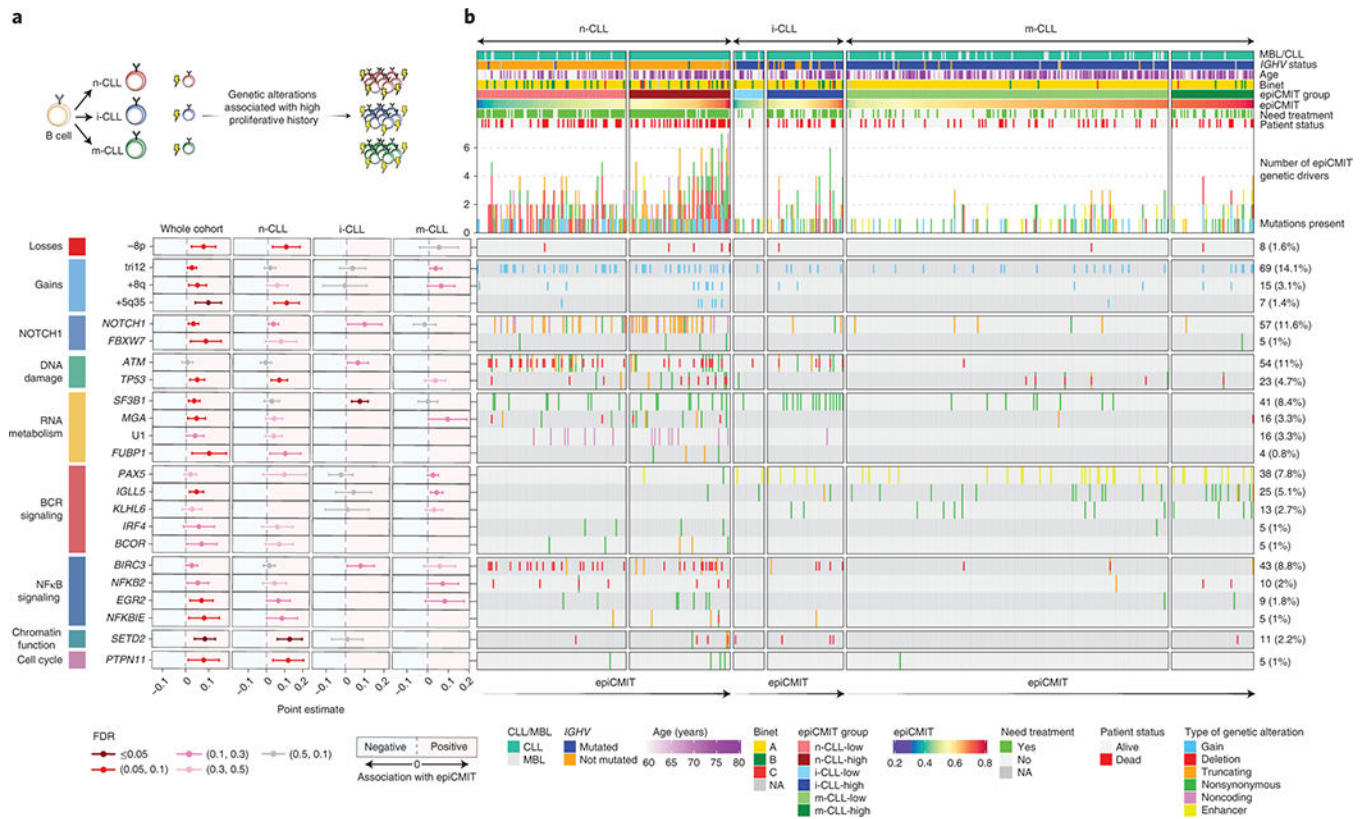 a
b
n-CLL
i-CLL
m-CLL
n-CLL
i-CLL
m-CLL
B cell
Genetic alterations
associated with high
proliferative history
MBL/CLL
IGHV status
Age
Binet
epiCMIT group
epiCMIT
Need treatment
Patient status
6
4
2
0
Number of epiCMIT
genetic drivers
Mutations present
Whole cohort
n-CLL
i-CLL
m-CLL
Losses
−8p
8 (1.6%)
Gains
tri12
69 (14.1%)
+8q
15 (3.1%)
+5q35
7 (1.4%)
NOTCH1
NOTCH1
57 (11.6%)
FBXW7
5 (1%)
DNA
damage
ATM
54 (11%)
TP53
23 (4.7%)
RNA
metabolism
SF3B1
41 (8.4%)
MGA
16 (3.3%)
U1
16 (3.3%)
FUBP1
4 (0.8%)
BCR
signaling
PAX5
38 (7.8%)
IGLL5
25 (5.1%)
KLHL6
13 (2.7%)
IRF4
5 (1%)
BCOR
5 (1%)
NFκB
signaling
BIRC3
43 (8.8%)
NFKB2
10 (2%)
EGR2
9 (1.8%)
NFKBIE
5 (1%)
Chromatin
function
SETD2
11 (2.2%)
Cell cycle
PTPN11
5 (1%)
−0.1 0 0.1
−0.1 0 0.1 0.2
−0.1 0 0.1 0.2
−0.1 0 0.1 0.2
Point estimate
epiCMIT
epiCMIT
epiCMIT
FDR
≤0.05
(0.05, 0.1)
(0.1, 0.3)
(0.3, 0.5)
(0.5, 0.1)
Negative
Positive
0
Association with epiCMIT
CLL/MBL
CLL
MBL
IGHV
Mutated
Not mutated
Age (years)
60 65 70 75 80
Binet
A
B
C
NA
epiCMIT group
n-CLL-low
n-CLL-high
i-CLL-low
i-CLL-high
m-CLL-low
m-CLL-high
epiCMIT
0.2 0.4 0.6 0.8
Need treatment
Yes
No
NA
Patient status
Alive
Dead
Type of genetic alteration
Gain
Deletion
Truncating
Nonsynonymous
Noncoding
Enhancer